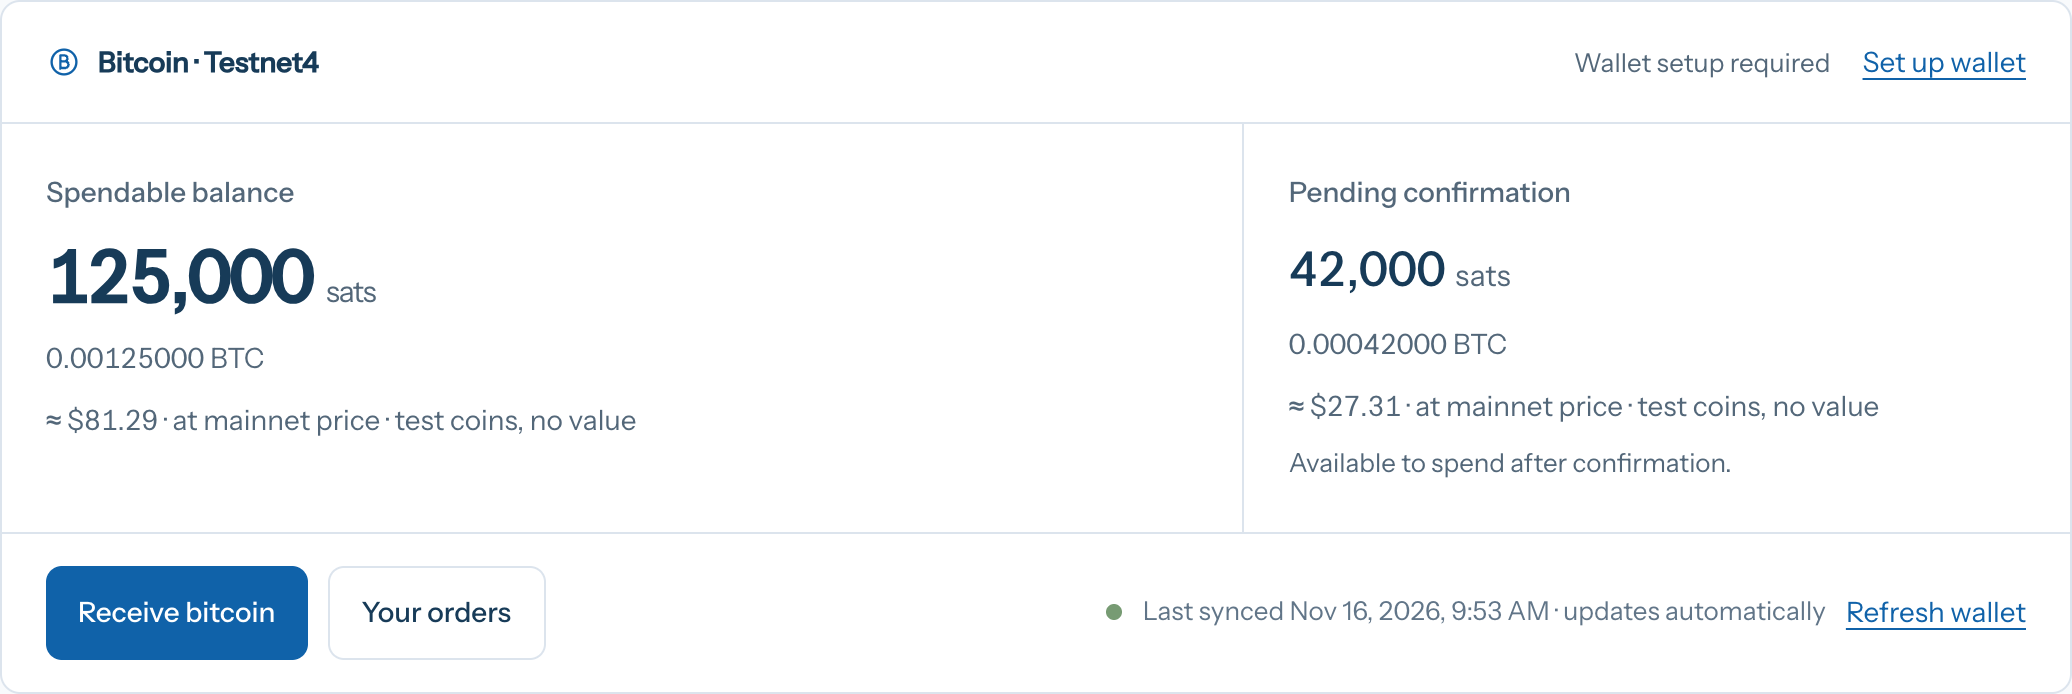 Bitcoin · Testnet4
Wallet setup required
Set up wallet
Spendable balance
125,000 sats
0.00125000 BTC
≈ $81.29 · at mainnet price · test coins, no value
Pending confirmation
42,000 sats
0.00042000 BTC
≈ $27.31 · at mainnet price · test coins, no value
Available to spend after confirmation.
Receive bitcoin
Your orders
Last synced Nov 16, 2026, 9:53 AM · updates automatically
Refresh wallet